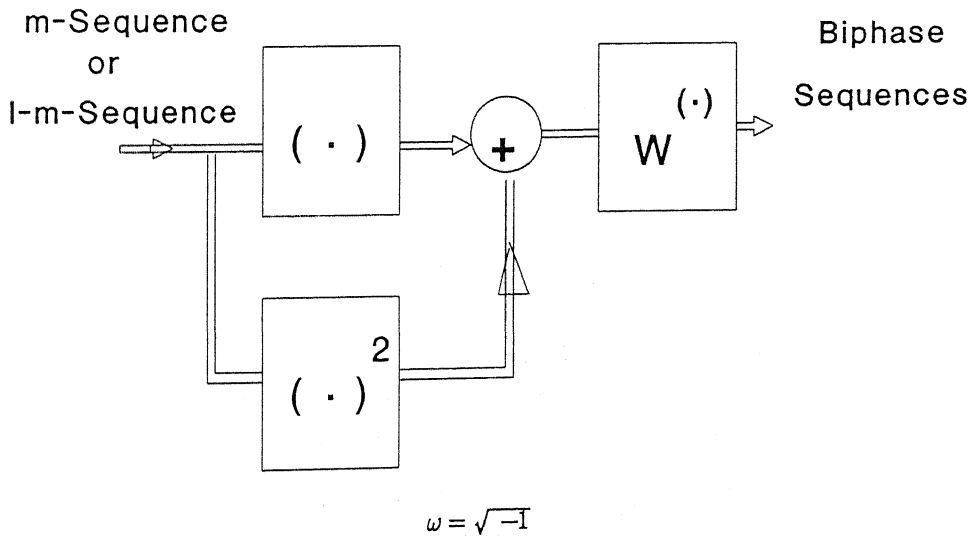 m-Sequence
or
I-m-Sequence
Biphase
Sequences
( · )
+
W^(·)
( · )^2
ω = √-1